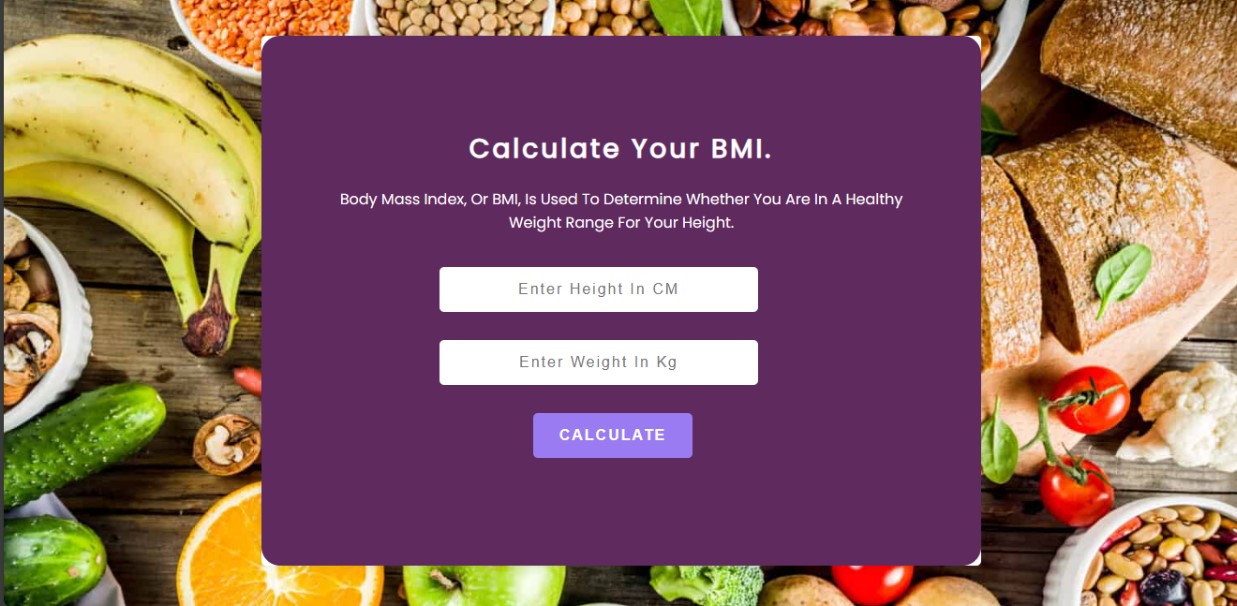 Calculate Your BMI.
Body Mass Index, Or BMI, Is Used To Determine Whether You Are In A Healthy
Weight Range For Your Height.
Enter Height In CM
Enter Weight In Kg
CALCULATE